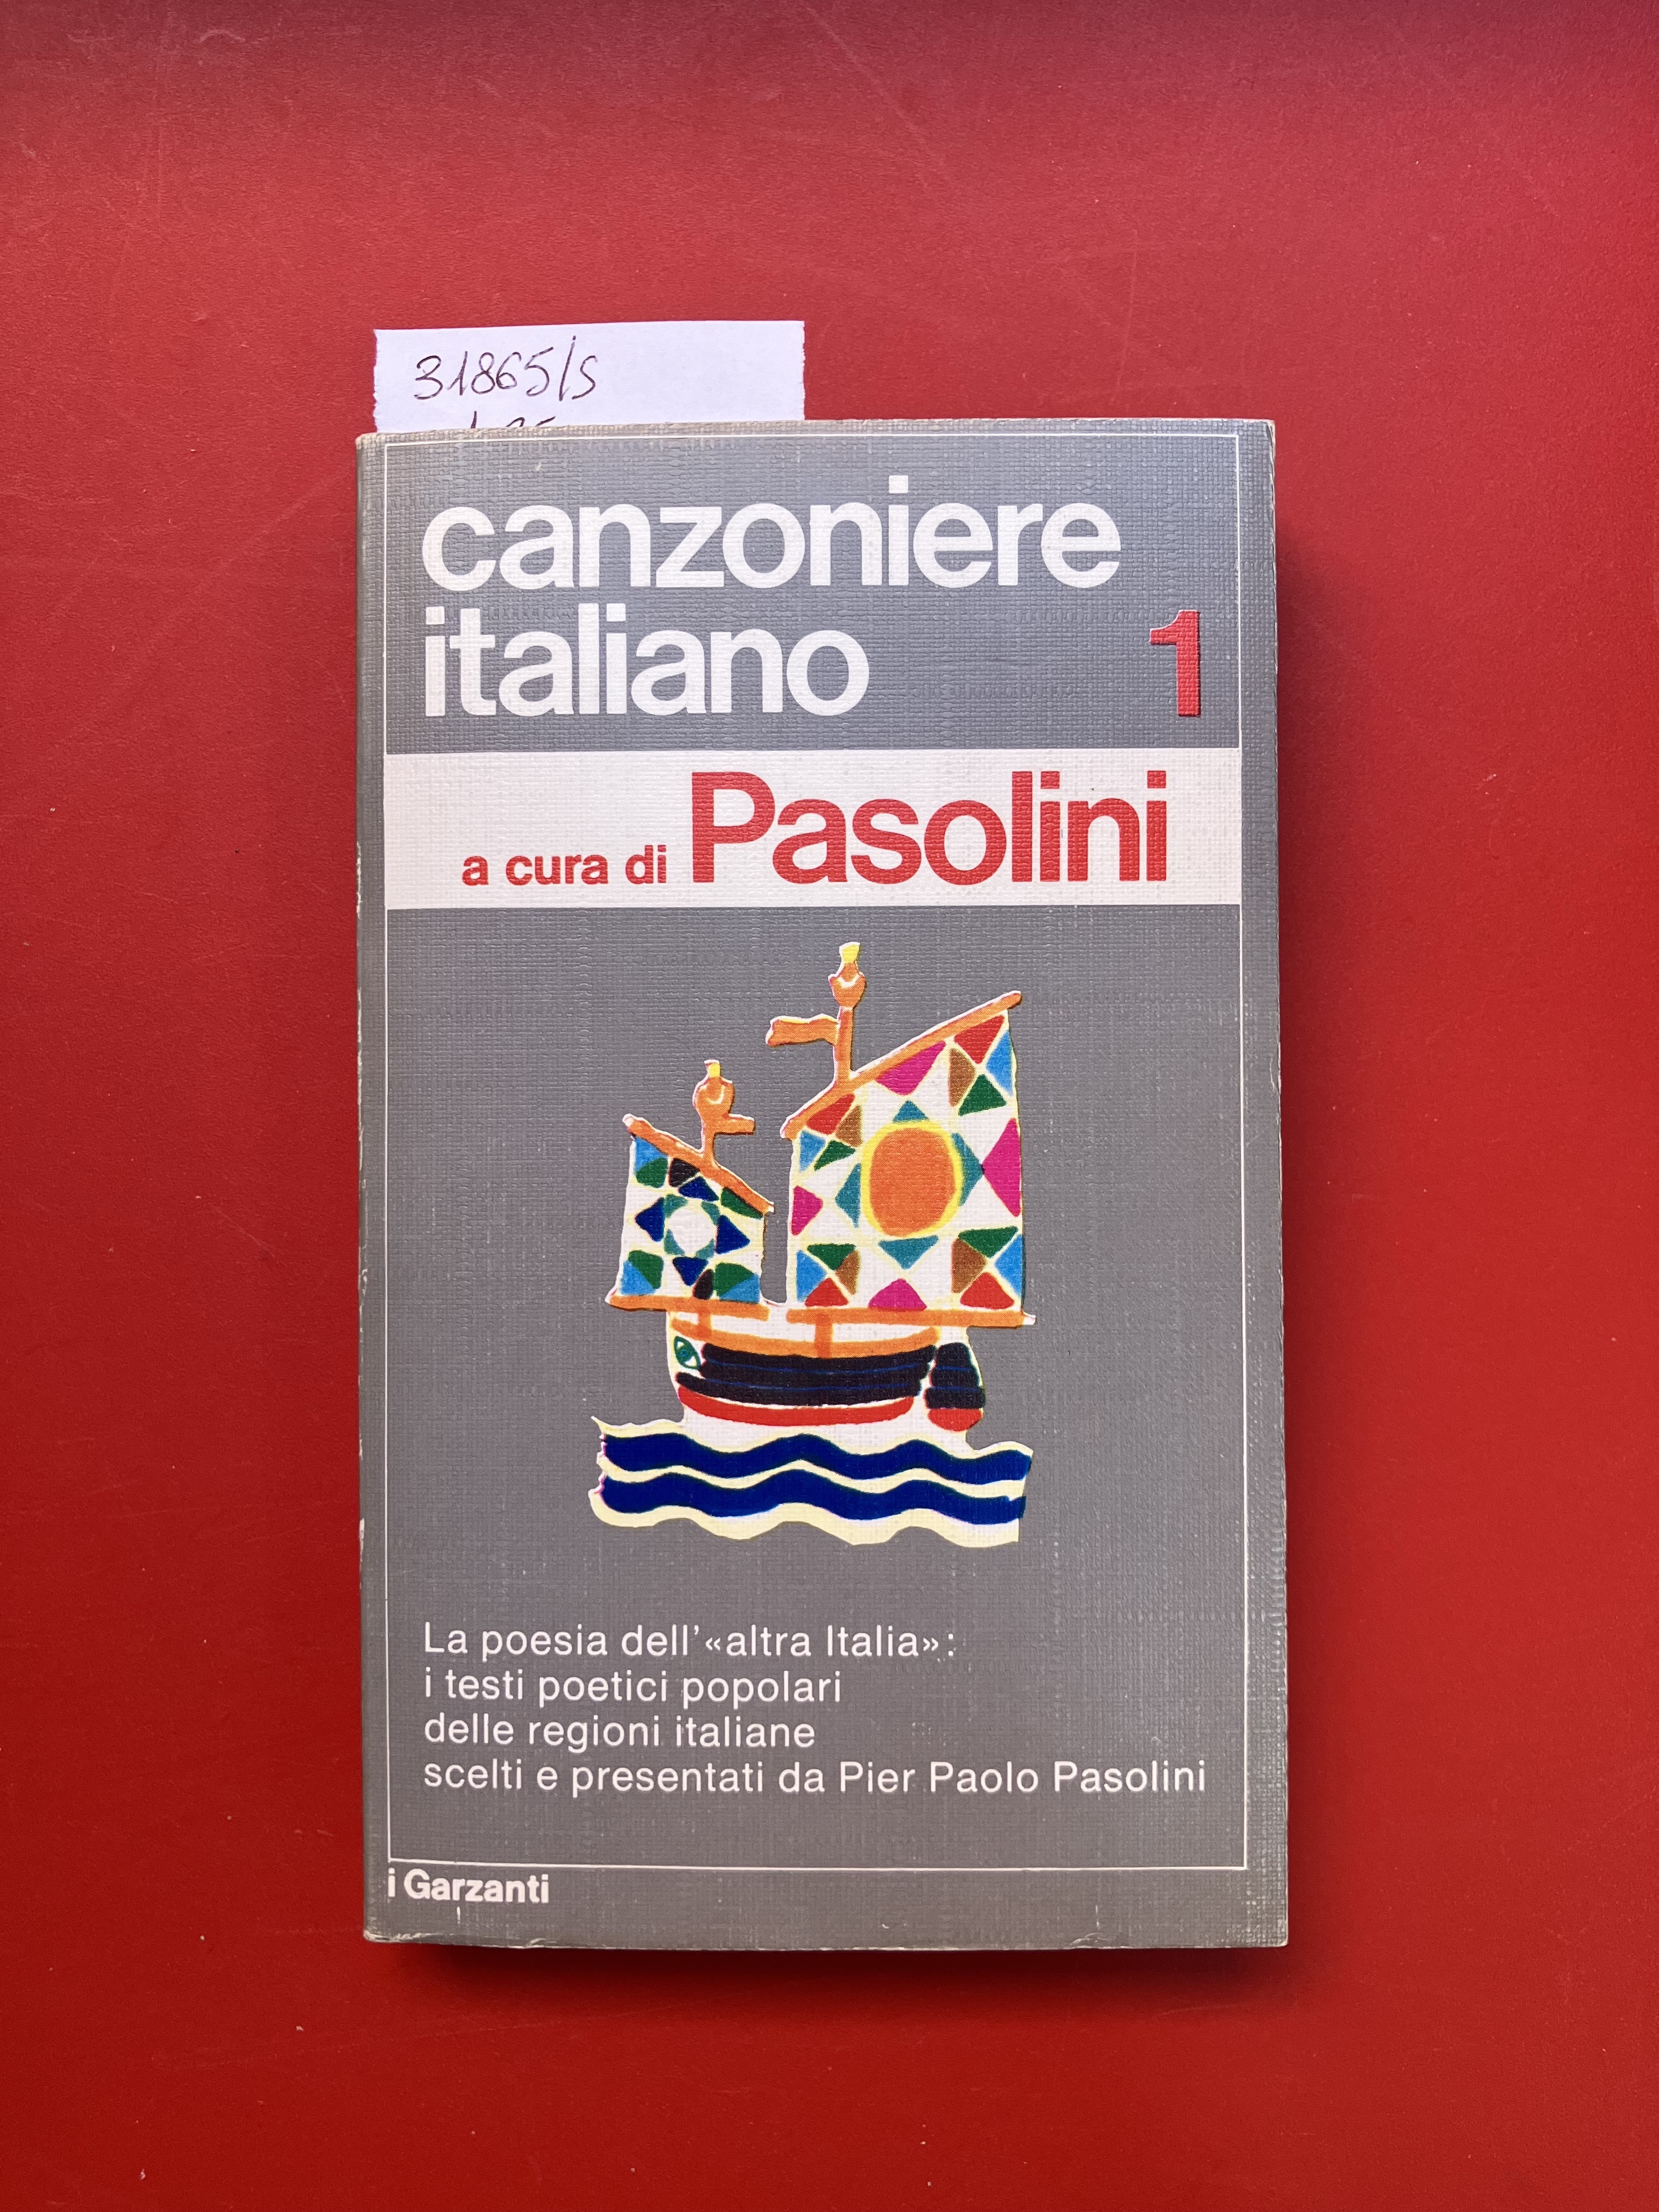 31865/S
canzoniere
italiano 1
a cura di Pasolini
La poesia dell'«altra Italia»:
i testi poetici popolari
delle regioni italiane
scelti e presentati da Pier Paolo Pasolini
i Garzanti